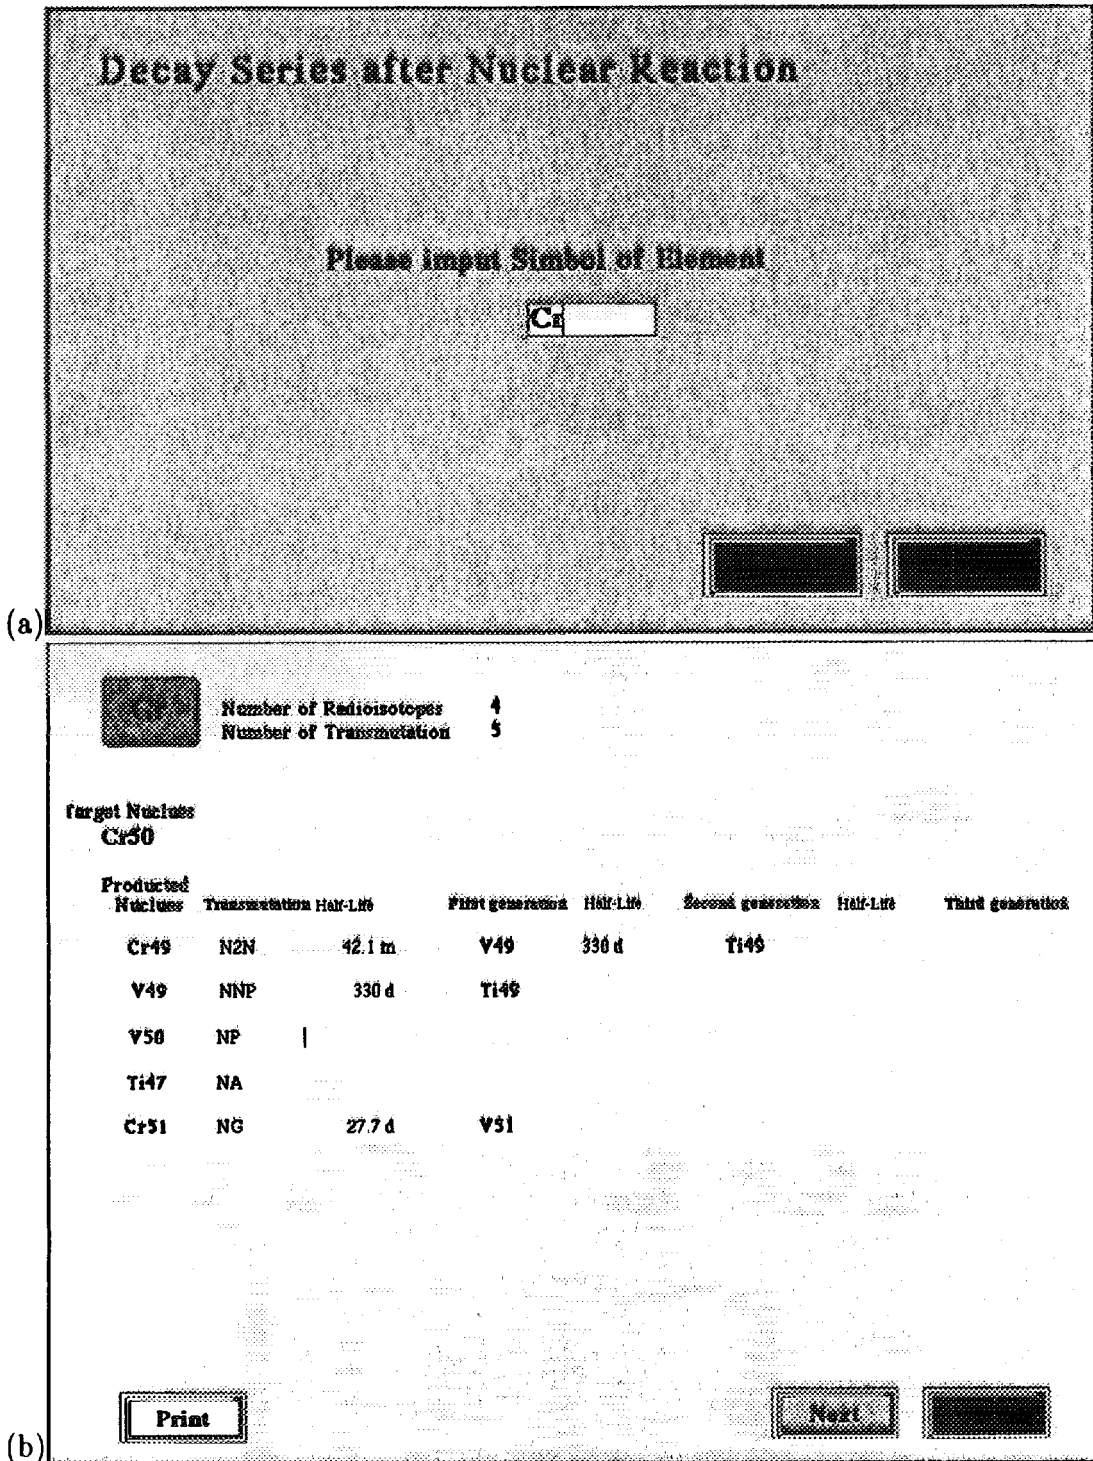 Decay Series after Nuclear Reaction
Please imput Simbol of Element
Cr
(a)
Cr
Number of Radioisotopes 4
Number of Transmutation 5
Target Nuclues
Cr50
Producted
Nuclues Transmutation Half-Life First generation Half-Life Second generation Half-Life Third generation
Cr49 N2N 42.1 m V49 330 d Ti49
V49 NNP 330 d Ti49
V50 NP
Ti47 NA
Cr51 NG 27.7 d V51
Print Next
(b)